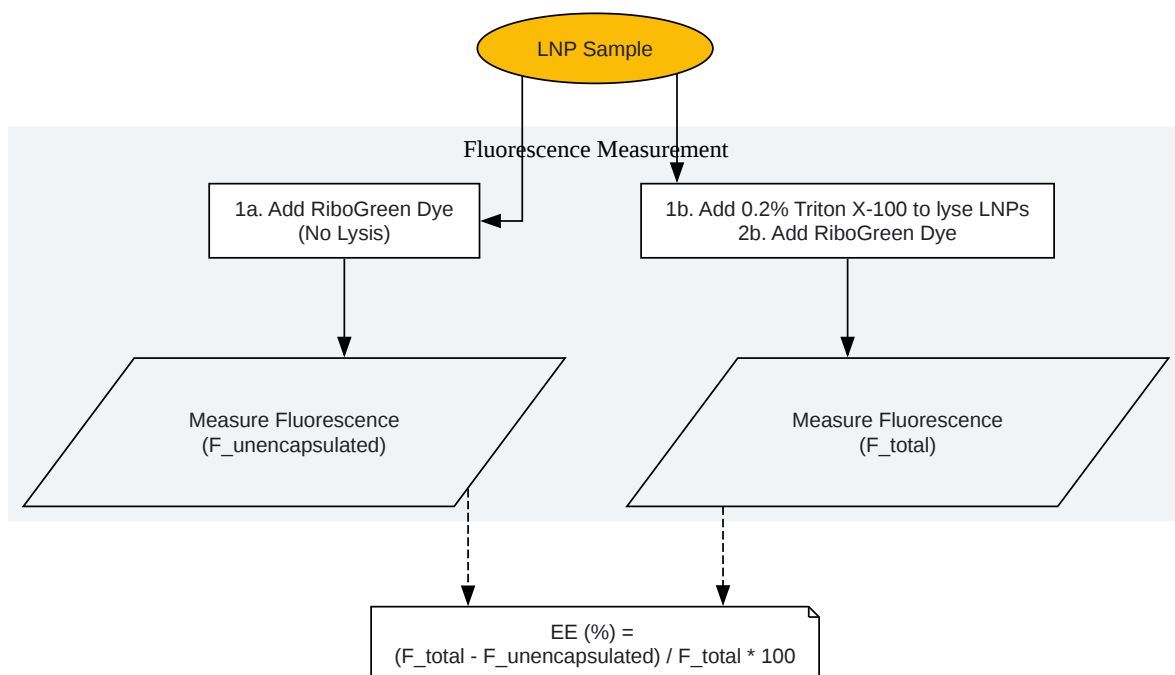 LNP Sample
Fluorescence Measurement
1a. Add RiboGreen Dye
(No Lysis)
1b. Add 0.2% Triton X-100 to lyse LNPs
2b. Add RiboGreen Dye
Measure Fluorescence
(F_unencapsulated)
Measure Fluorescence
(F_total)
EE (%) =
(F_total - F_unencapsulated) / F_total * 100